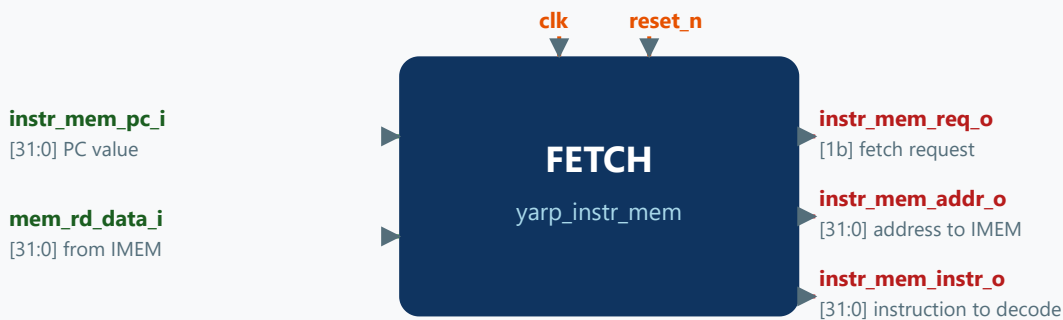 clk
reset_n
instr_mem_pc_i
[31:0] PC value
mem_rd_data_i
[31:0] from IMEM
FETCH
yarp_instr_mem
instr_mem_req_o
[1b] fetch request
instr_mem_addr_o
[31:0] address to IMEM
instr_mem_instr_o
[31:0] instruction to decode